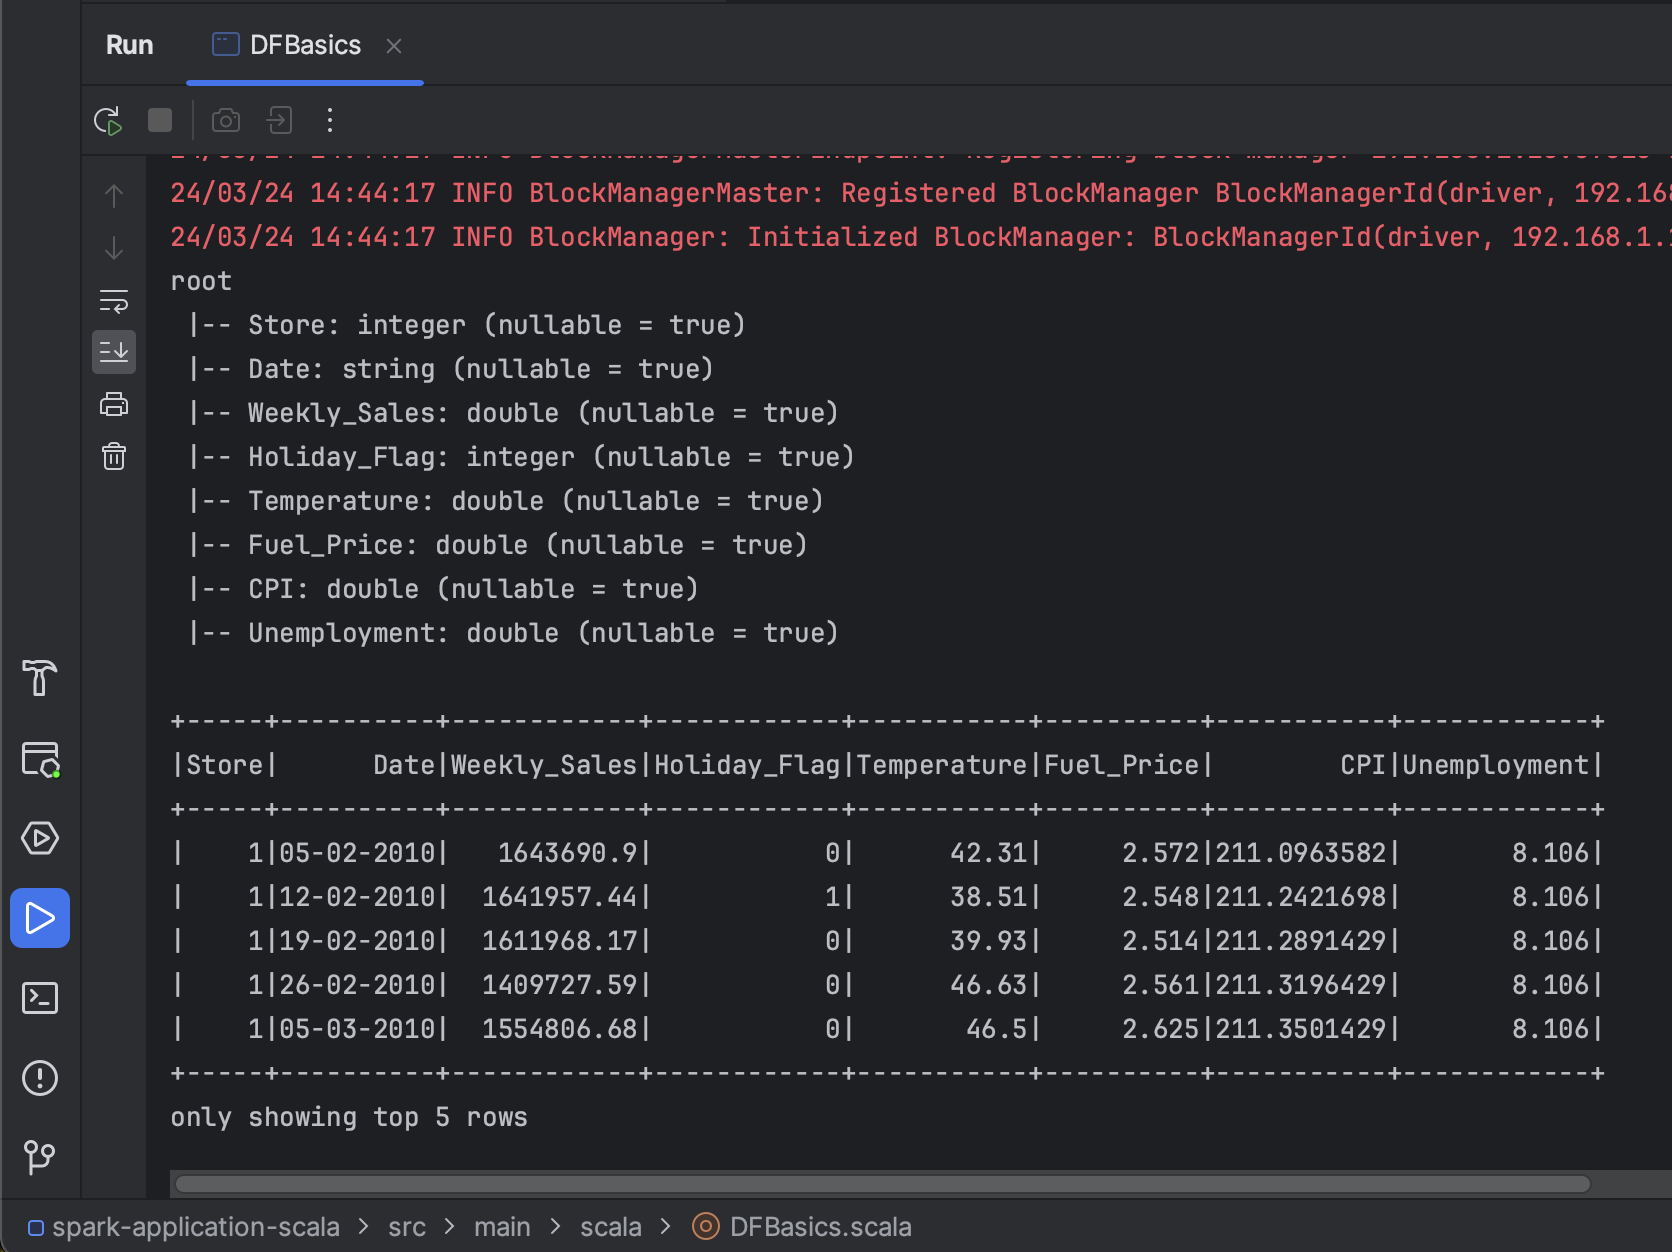 Run DFBasics
24/03/24 14:44:17 INFO BlockManagerMaster: Registered BlockManager BlockManagerId(driver, 192.168
24/03/24 14:44:17 INFO BlockManager: Initialized BlockManager: BlockManagerId(driver, 192.168.1.
root
 |-- Store: integer (nullable = true)
 |-- Date: string (nullable = true)
 |-- Weekly_Sales: double (nullable = true)
 |-- Holiday_Flag: integer (nullable = true)
 |-- Temperature: double (nullable = true)
 |-- Fuel_Price: double (nullable = true)
 |-- CPI: double (nullable = true)
 |-- Unemployment: double (nullable = true)
+-----+----------+------------+------------+-----------+----------+-----------+------------+
|Store|      Date|Weekly_Sales|Holiday_Flag|Temperature|Fuel_Price|        CPI|Unemployment|
+-----+----------+------------+------------+-----------+----------+-----------+------------+
|    1|05-02-2010|   1643690.9|           0|      42.31|     2.572|211.0963582|       8.106|
|    1|12-02-2010|  1641957.44|           1|      38.51|     2.548|211.2421698|       8.106|
|    1|19-02-2010|  1611968.17|           0|      39.93|     2.514|211.2891429|       8.106|
|    1|26-02-2010|  1409727.59|           0|      46.63|     2.561|211.3196429|       8.106|
|    1|05-03-2010|  1554806.68|           0|       46.5|     2.625|211.3501429|       8.106|
+-----+----------+------------+------------+-----------+----------+-----------+------------+
only showing top 5 rows
spark-application-scala > src > main > scala > DFBasics.scala